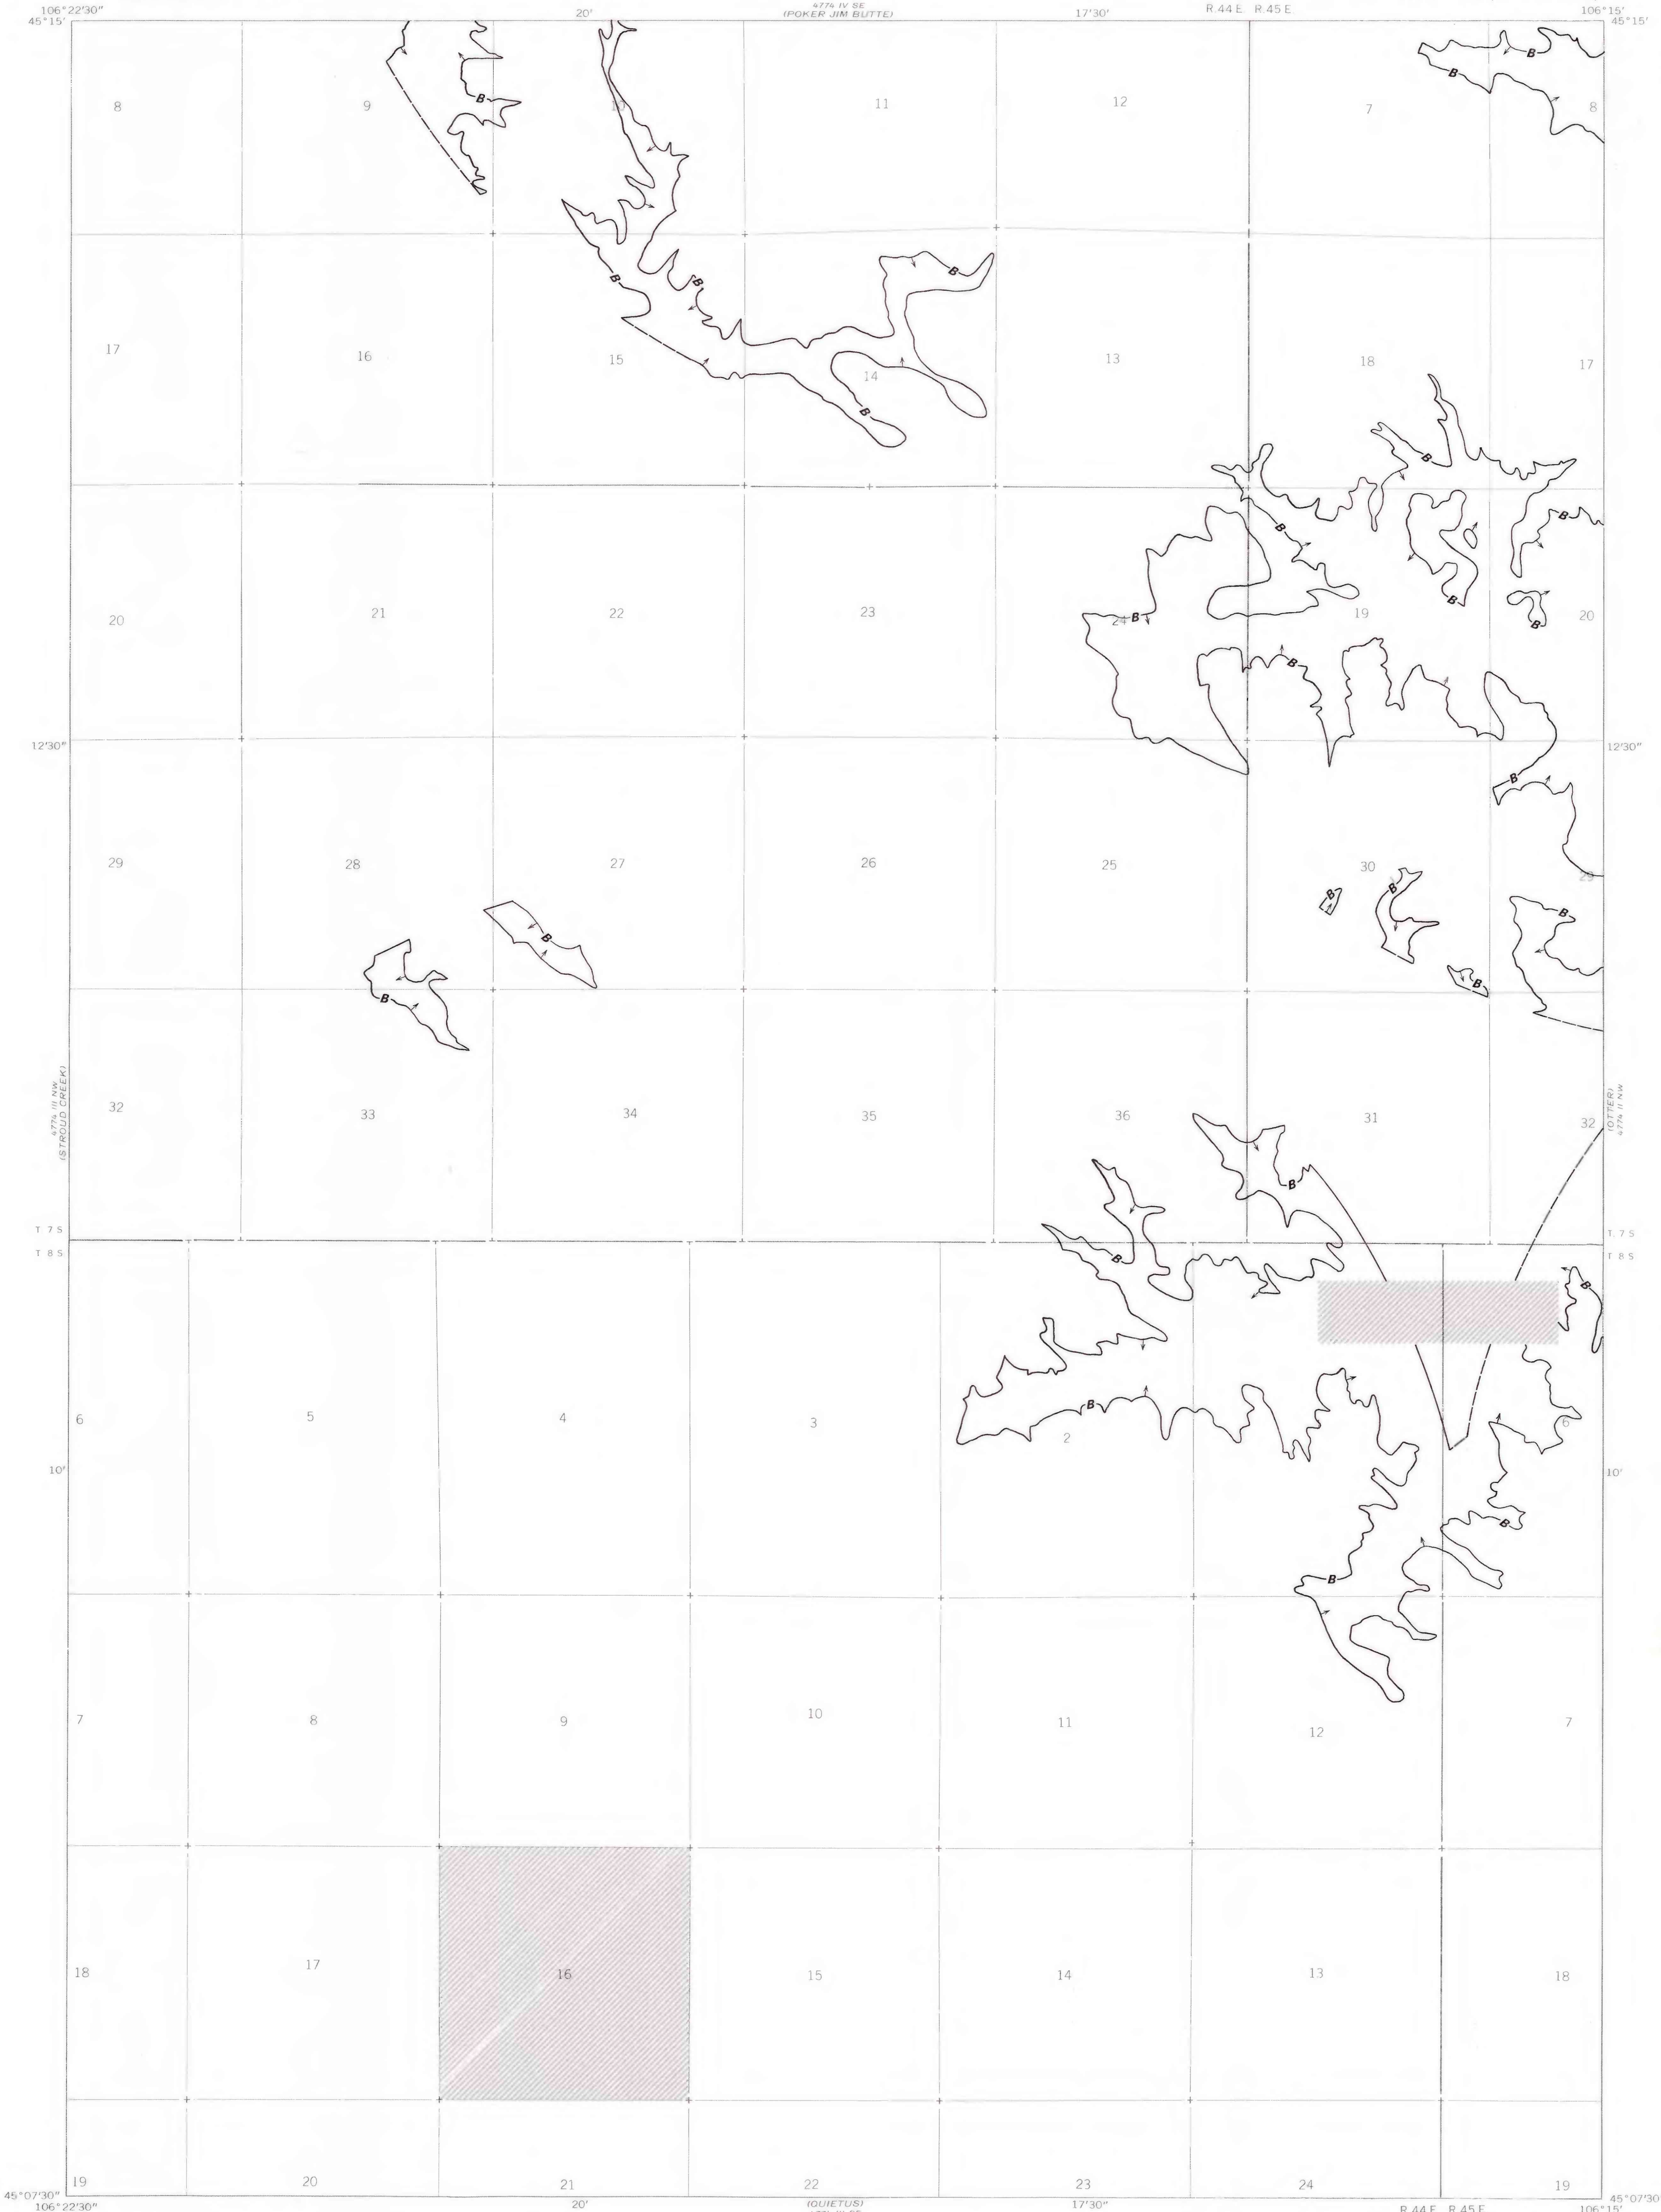 106°22'30"
45°15'
20'
4774 IV SE
(POKER JIM BUTTE)
17'30"
R.44 E R.45 E
106°15'
45°15'
B
B
B
8
9
10
11
12
7
8
B
B
B
17
16
15
14
13
18
17
B
B
B
B
20
21
22
23
24
B
19
B
B
20
B
12'30"
12'30"
B
29
28
27
26
25
30
29
B
B
B
B
B
B
4774 III NW
(STROUD CREEK)
(OTTER)
4774 II NW
32
33
34
35
36
31
32
B
T 7 S
T 8 S
T. 7 S
T 8 S
B
B
6
5
4
3
B
2
6
10'
10'
B
B
7
8
9
10
11
12
7
18
17
16
15
14
13
18
19
20
21
22
23
24
19
45°07'30"
106°22'30"
20'
(QUIETUS)
17'30"
R 44 E R 45 E
106°15'
45°07'30